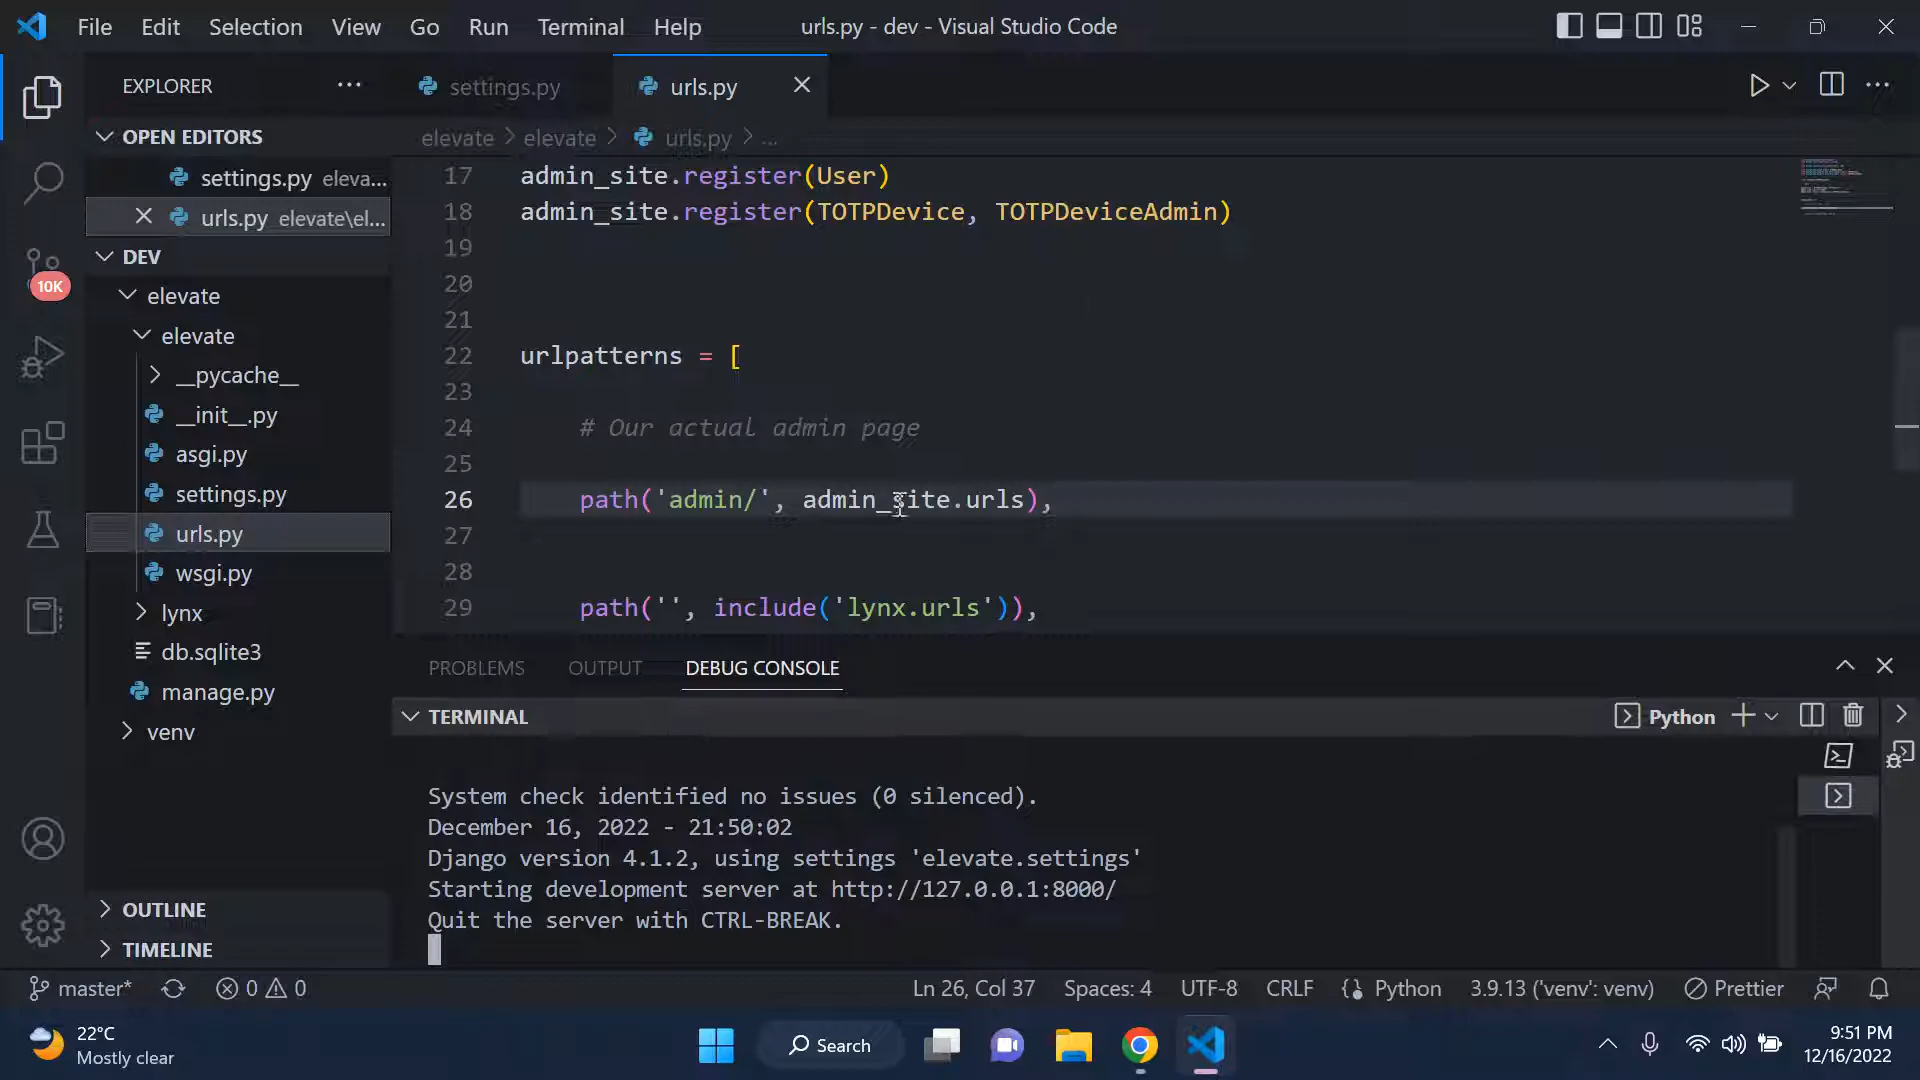 File Edit Selection View Go Run Terminal Help urls.py - dev - Visual Studio Code
EXPLORER ...
settings.py
urls.py
OPEN EDITORS
settings.py eleva...
urls.py elevate\el...
DEV
elevate
elevate
__pycache__
__init__.py
asgi.py
settings.py
urls.py
wsgi.py
lynx
db.sqlite3
manage.py
venv
OUTLINE
TIMELINE
10K
elevate > elevate > urls.py > ...
17 admin_site.register(User)
18 admin_site.register(TOTPDevice, TOTPDeviceAdmin)
19
20
21
22 urlpatterns = [
23
24 # Our actual admin page
25
26 path('admin/', admin_site.urls),
27
28
29 path('', include('lynx.urls')),
PROBLEMS OUTPUT DEBUG CONSOLE
TERMINAL
Python
System check identified no issues (0 silenced).
December 16, 2022 - 21:50:02
Django version 4.1.2, using settings 'elevate.settings'
Starting development server at http://127.0.0.1:8000/
Quit the server with CTRL-BREAK.
master* 0 0 Ln 26, Col 37 Spaces: 4 UTF-8 CRLF Python 3.9.13 ('venv': venv) Prettier
22°C
Mostly clear
Search
9:51 PM
12/16/2022